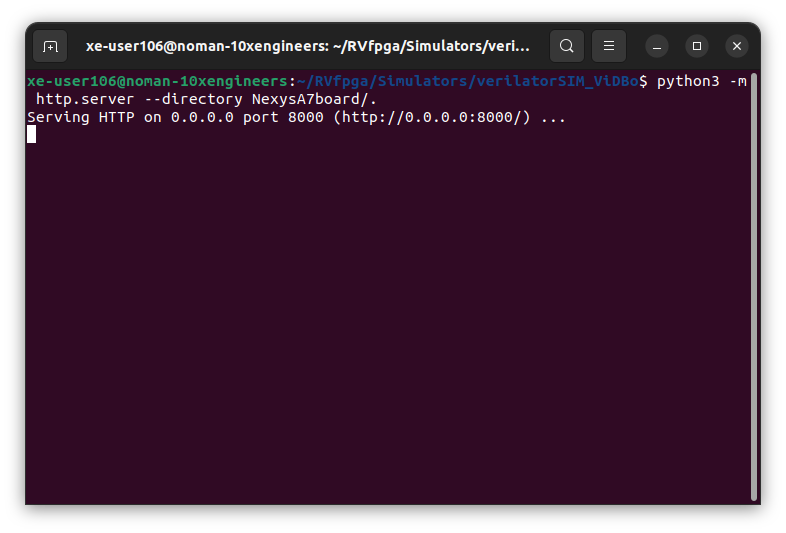 xe-user106@noman-10xengineers: ~/RVfpga/Simulators/veri...
xe-user106@noman-10xengineers:~/RVfpga/Simulators/verilatorSIM_ViDBo$ python3 -m
 http.server --directory NexysA7board/.
Serving HTTP on 0.0.0.0 port 8000 (http://0.0.0.0:8000/) ...